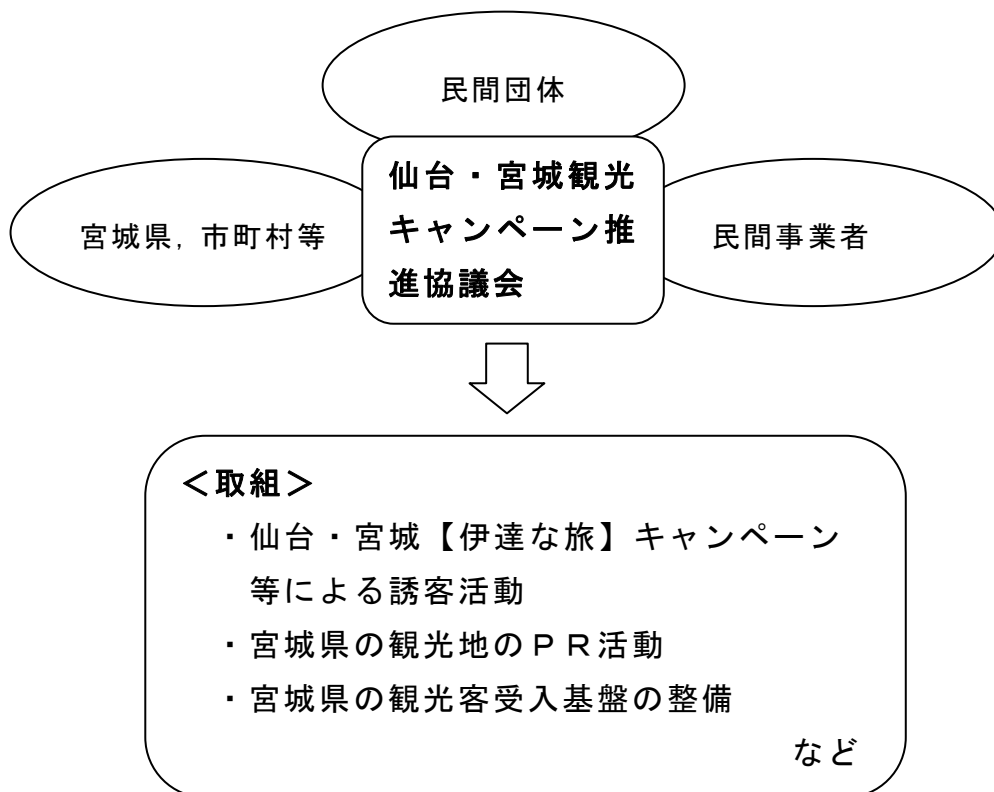 民間団体
仙台・宮城観光
キャンペーン推
進協議会
宮城県，市町村等
民間事業者
＜取組＞
・仙台・宮城【伊達な旅】キャンペーン
等による誘客活動
・宮城県の観光地のＰＲ活動
・宮城県の観光客受入基盤の整備
など